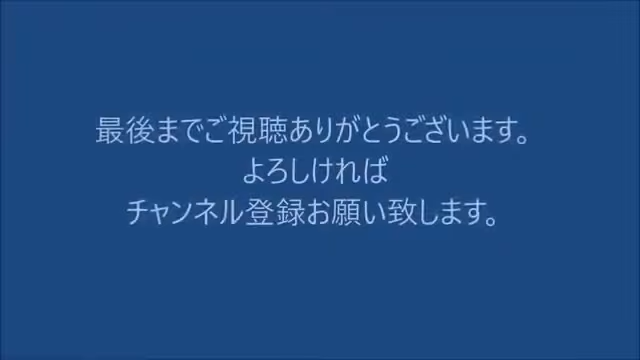 最後までご視聴ありがとうございます。
よろしければ
チャンネル登録お願い致します。